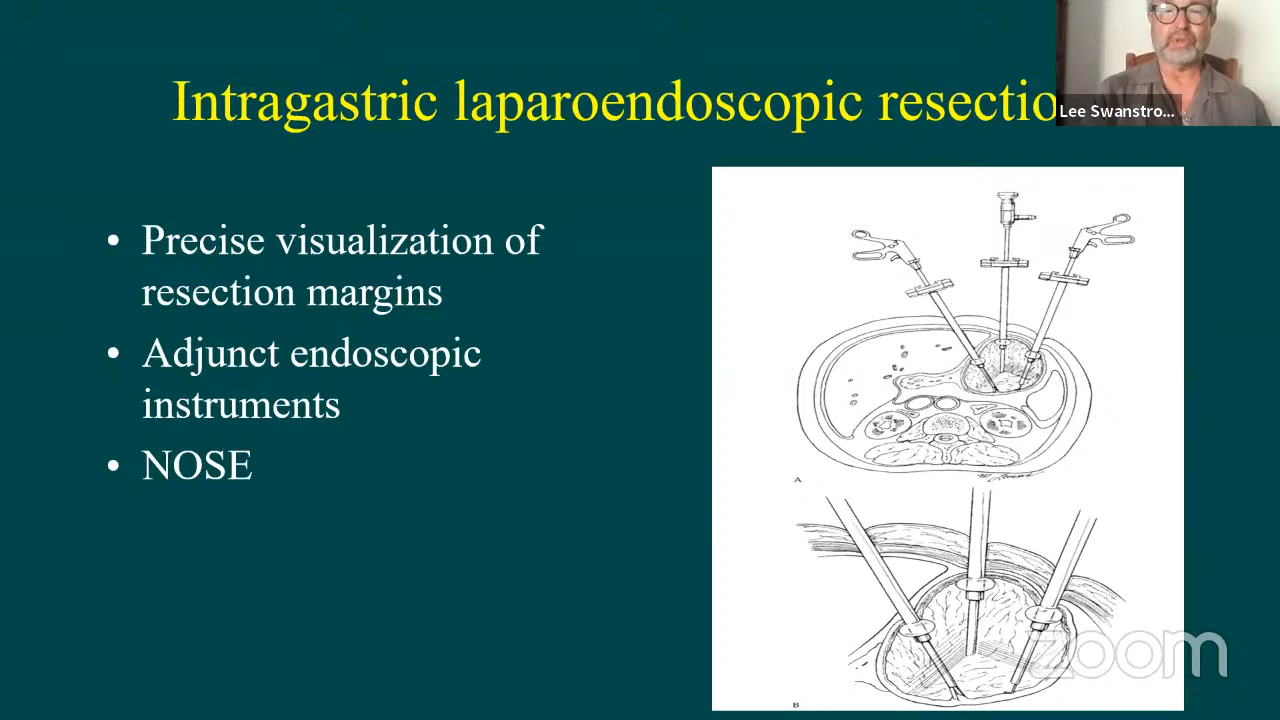 Intragastric laparoendoscopic resectio
Lee Swanstro...
• Precise visualization of
resection margins
• Adjunct endoscopic
instruments
• NOSE
A
B
zoom